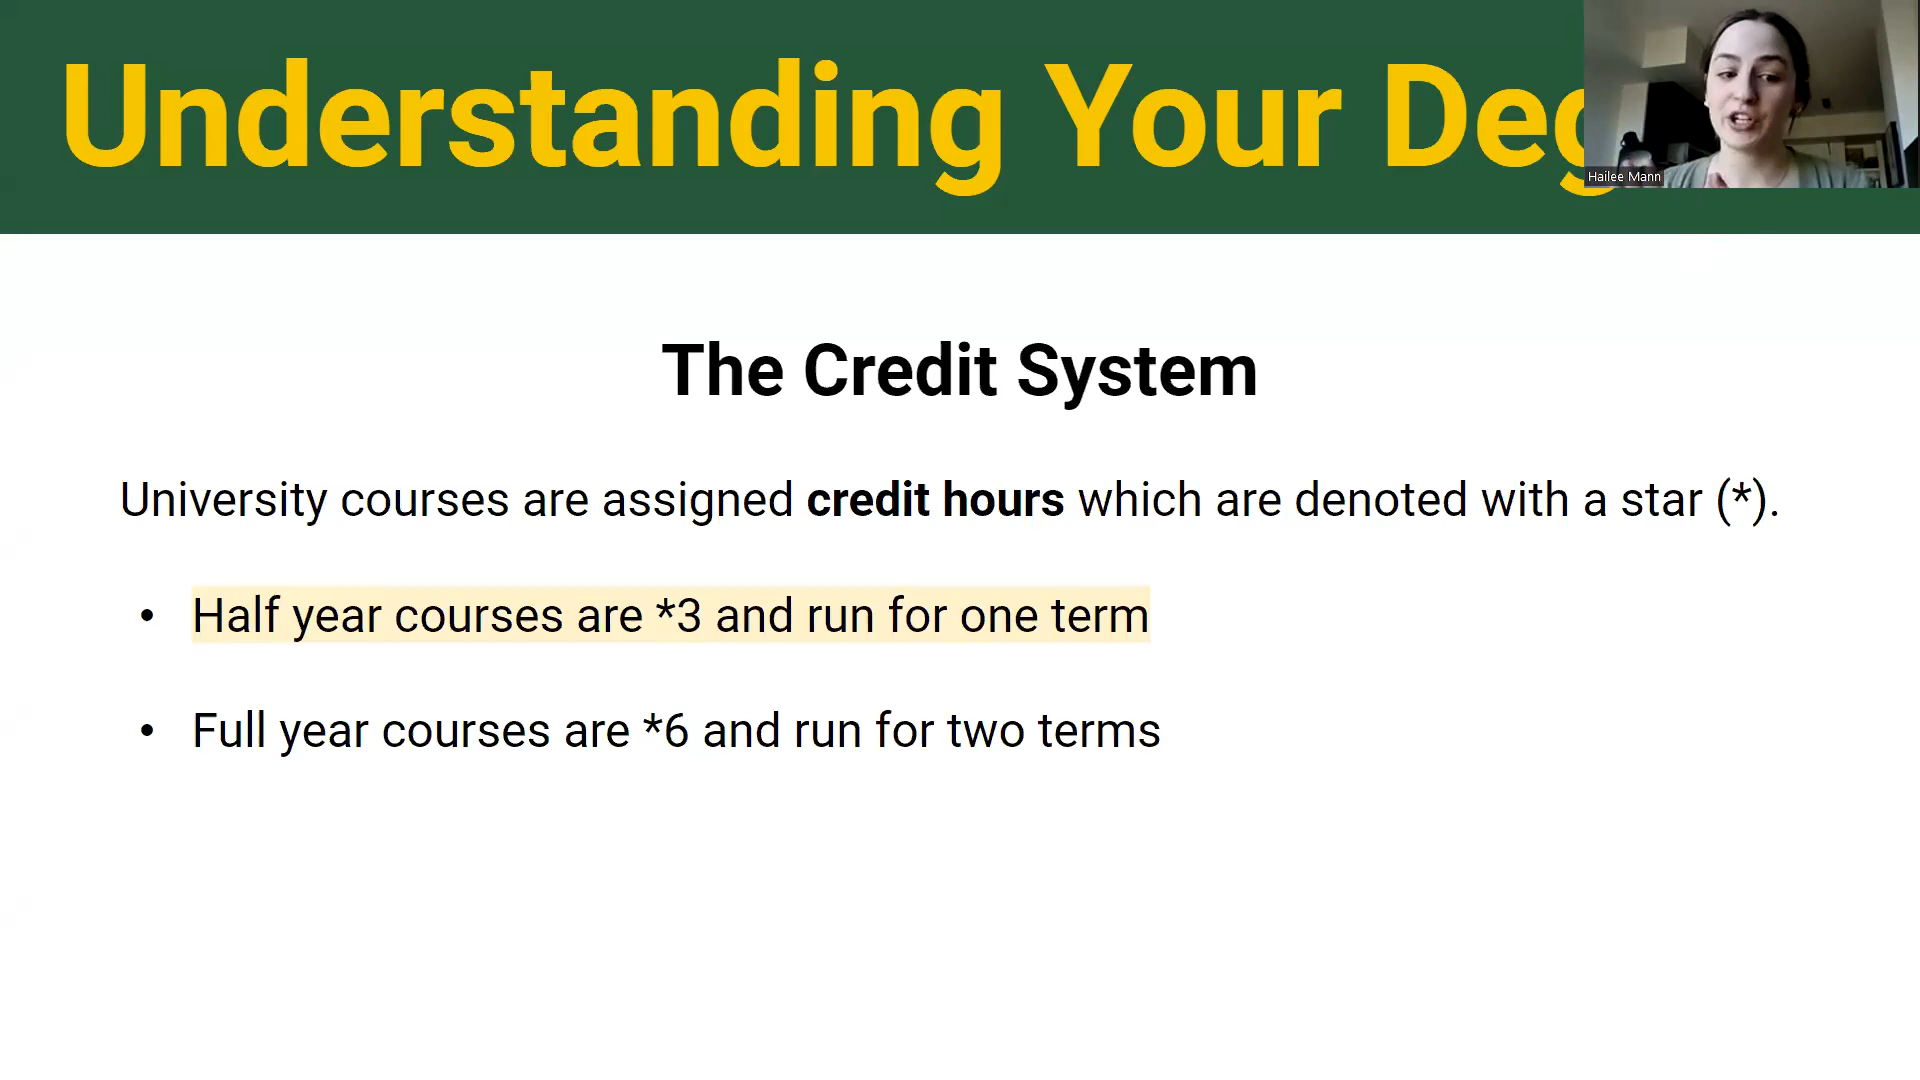 Understanding Your Deg
Hailee Mann
The Credit System
University courses are assigned credit hours which are denoted with a star (*).
• Half year courses are *3 and run for one term
• Full year courses are *6 and run for two terms